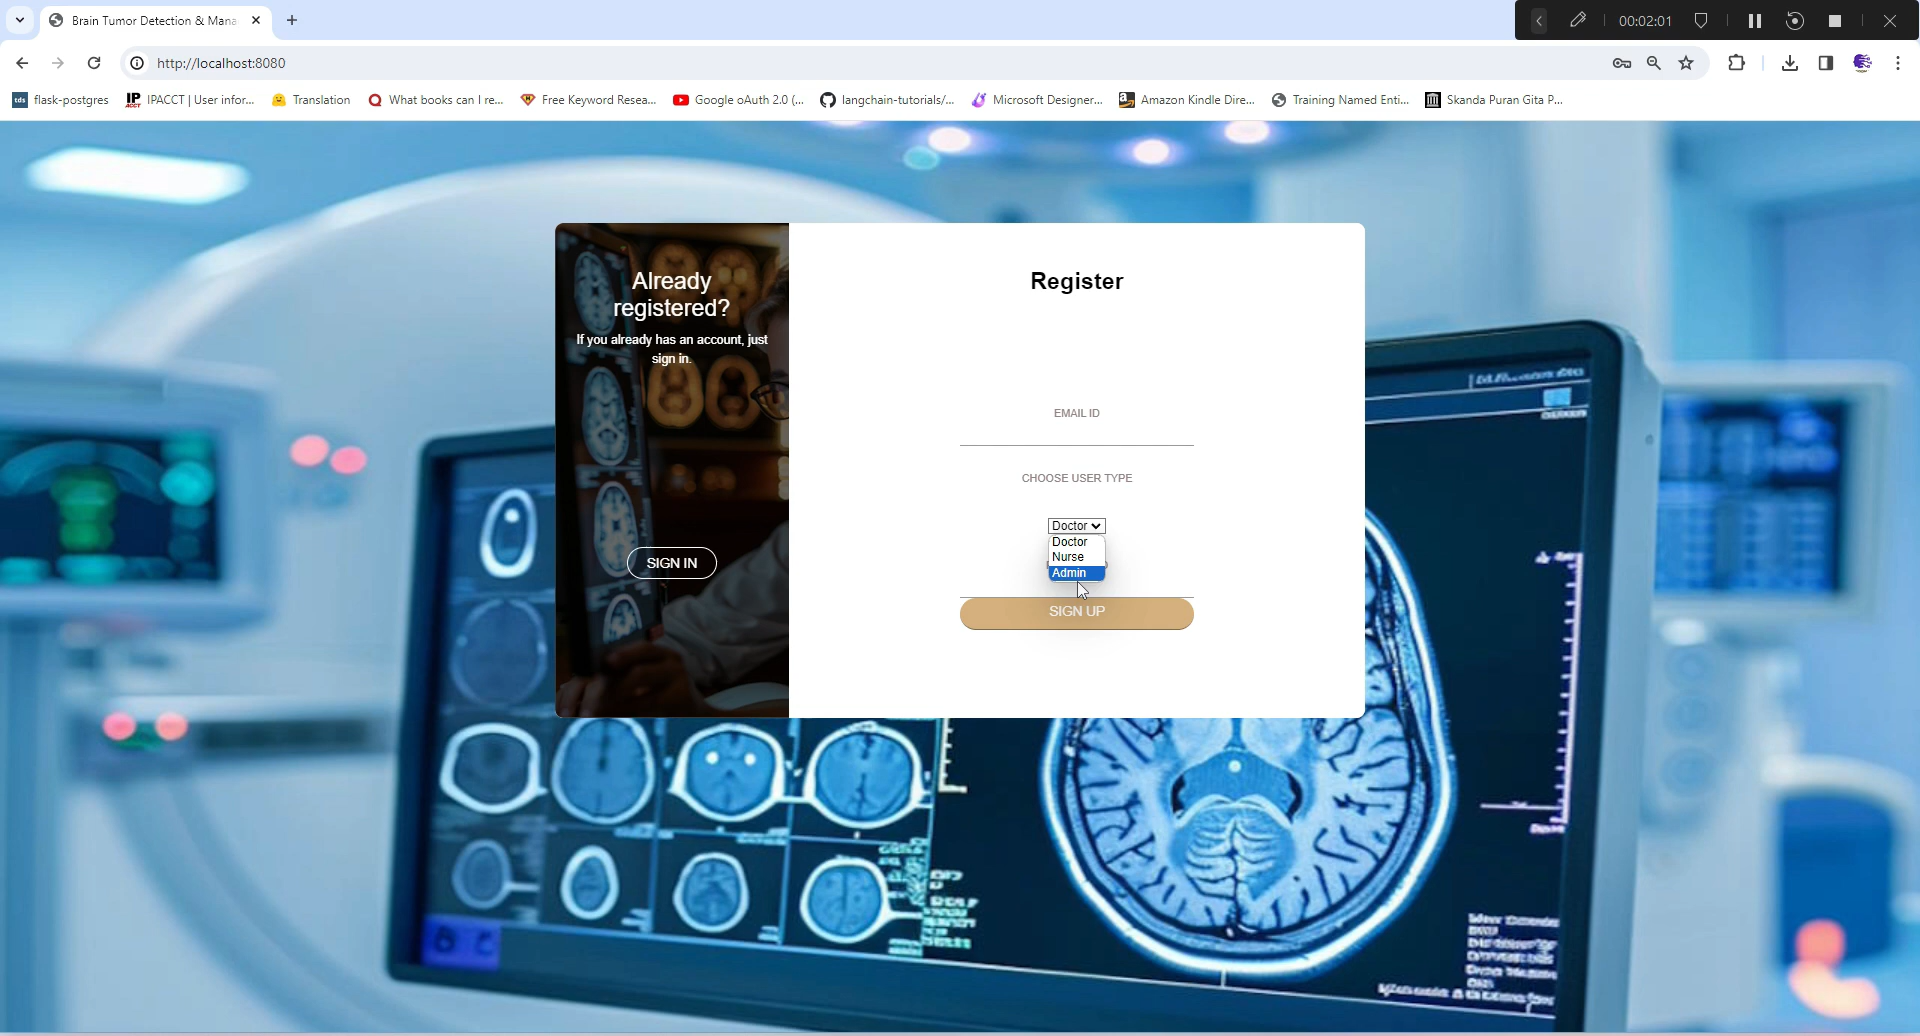 Brain Tumor Detection & Mana
00:02:01
http://localhost:8080
tds flask-postgres
IP ACCT IPACCT | User infor...
Translation
What books can I re...
Free Keyword Resea...
Google oAuth 2.0 (...
langchain-tutorials/...
Microsoft Designer...
Amazon Kindle Dire...
Training Named Enti...
Skanda Puran Gita P...
Already
registered?
If you already has an account, just
sign in.
SIGN IN
Register
EMAIL ID
CHOOSE USER TYPE
Doctor
Doctor
Nurse
Admin
SIGN UP